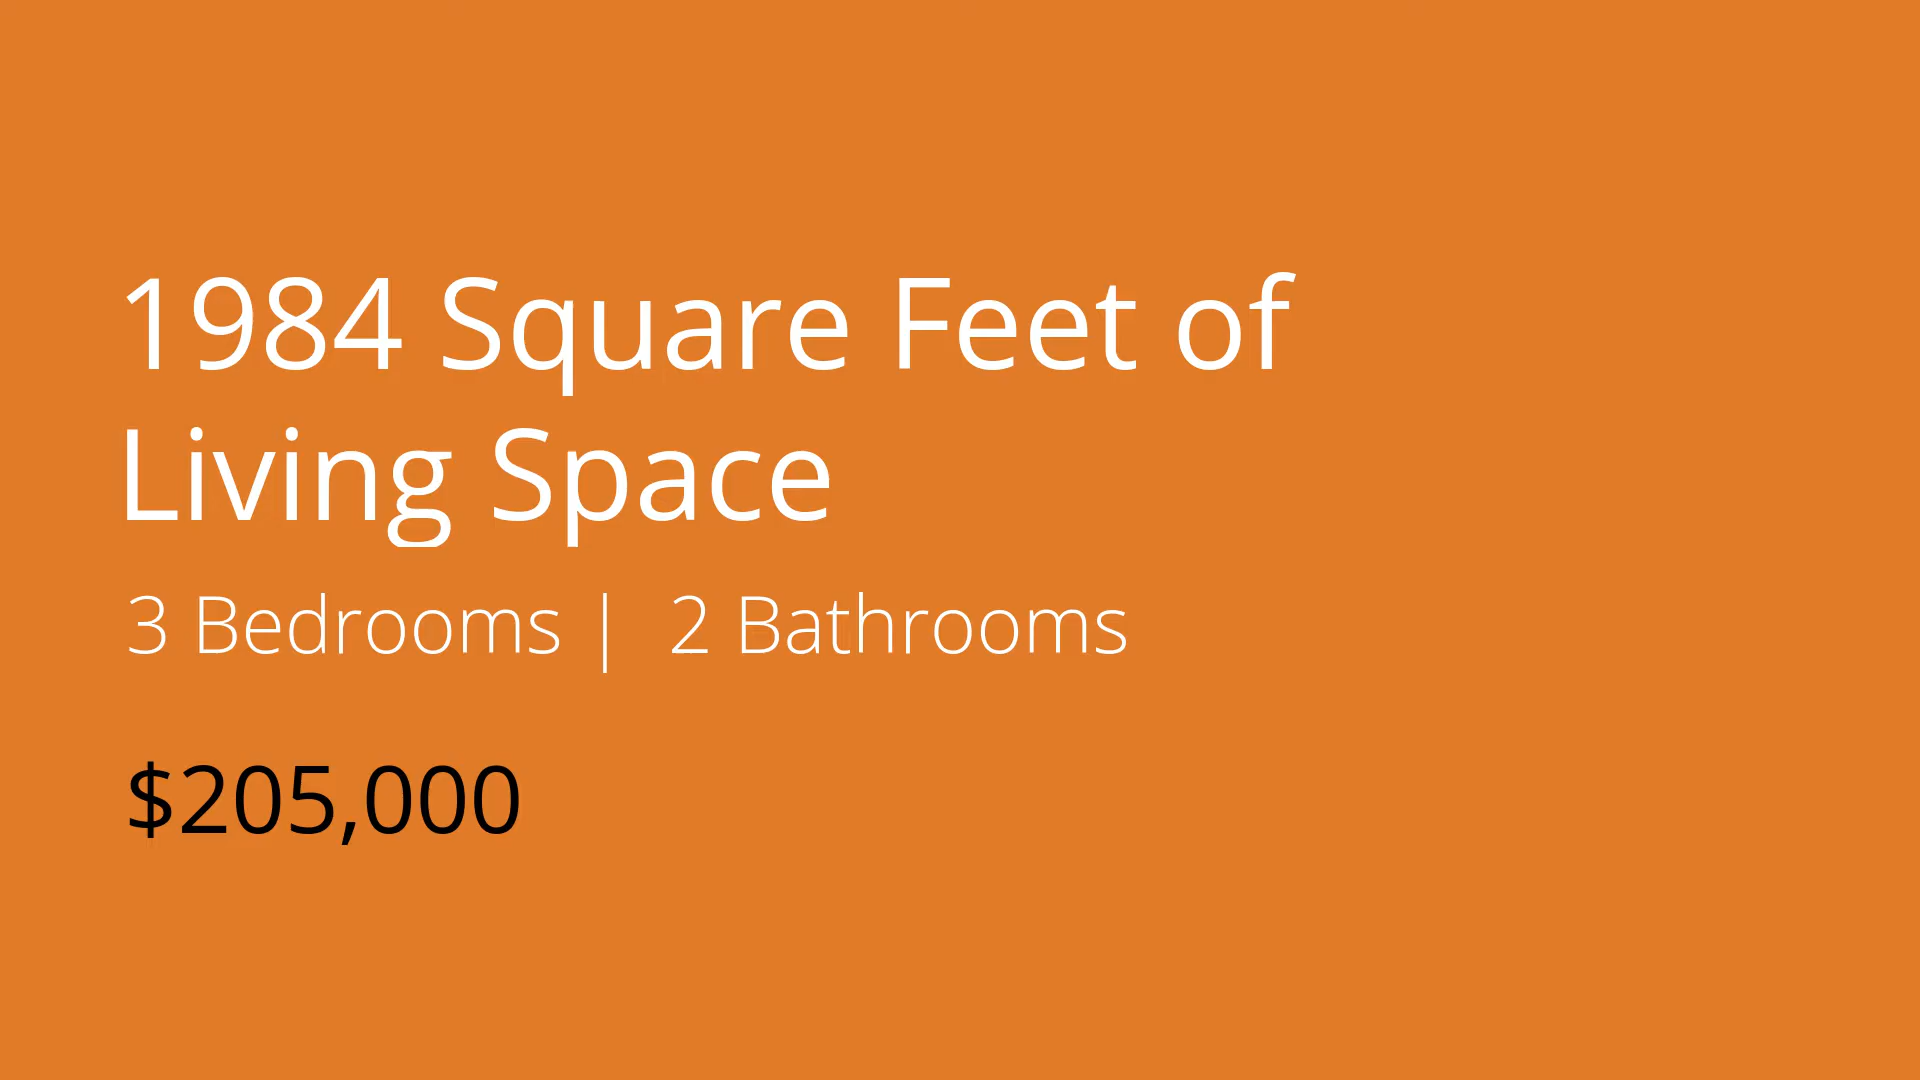 1984 Square Feet of
Living Space
3 Bedrooms | 2 Bathrooms
$205,000